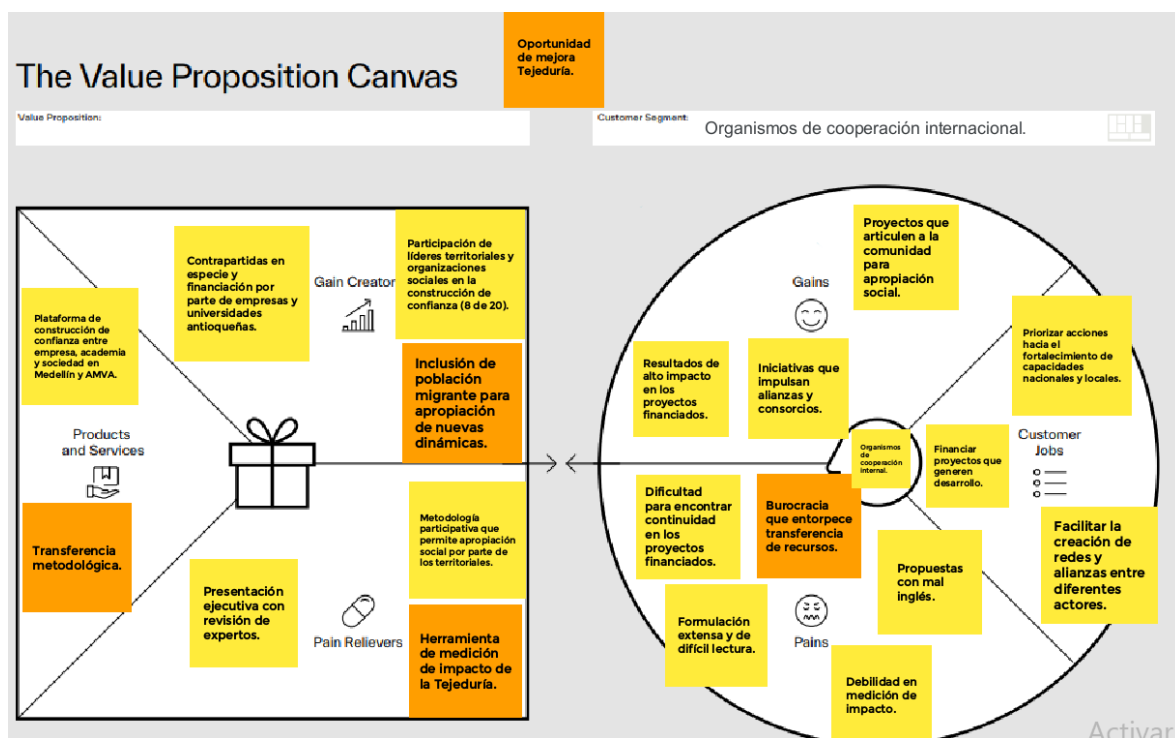 Oportunidad
de mejora
Tejeduría.
The Value Proposition Canvas
Value Proposition:
Customer Segment:
Organismos de cooperación internacional.
Plataforma de
construcción de
confianza entre
empresa, academia
y sociedad en
Medellín y AMVA.
Contrapartidas en
especie y
financiación por
parte de empresas y
universidades
antioqueñas.
Gain Creator
Participación de
líderes territoriales y
organizaciones
sociales en la
construcción de
confianza (8 de 20).
Inclusión de
población
migrante para
apropiación
de nuevas
dinámicas.
Products
and Services
Transferencia
metodológica.
Presentación
ejecutiva con
revisión de
expertos.
Pain Relievers
Metodología
participativa que
permite apropiación
social por parte de
los territoriales.
Herramienta
de medición
de impacto de
la Tejeduría.
Gains
Proyectos que
articulen a la
comunidad
para
apropiación
social.
Resultados de
alto impacto
en los
proyectos
financiados.
Iniciativas que
impulsan
alianzas y
consorcios.
Priorizar acciones
hacia el
fortalecimiento de
capacidades
nacionales y locales.
Organismos
de
cooperación
internal.
Financiar
proyectos que
generen
desarrollo.
Customer
Jobs
Facilitar la
creación de
redes y
alianzas entre
diferentes
actores.
Dificultad
para encontrar
continuidad
en los
proyectos
financiados.
Burocracia
que entorpece
transferencia
de recursos.
Propuestas
con mal
inglés.
Formulación
extensa y de
difícil lectura.
Pains
Debilidad en
medición de
impacto.
Activar